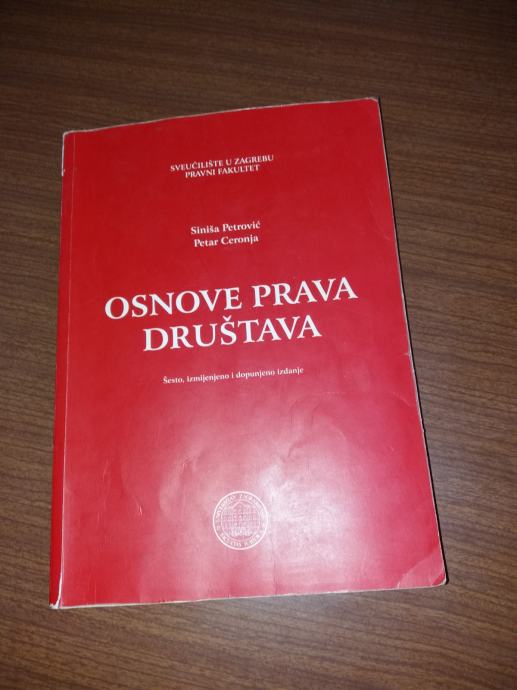 SVEUČILIŠTE U ZAGREBU
PRAVNI FAKULTET
Siniša Petrović
Petar Ceronja
OSNOVE PRAVA
DRUŠTAVA
Šesto, izmijenjeno i dopunjeno izdanje